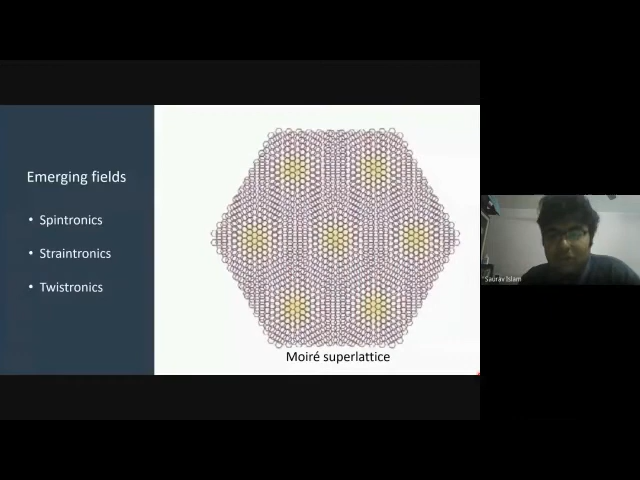 Emerging fields
• Spintronics
• Straintronics
• Twistronics
Moiré superlattice
Saurav Islam